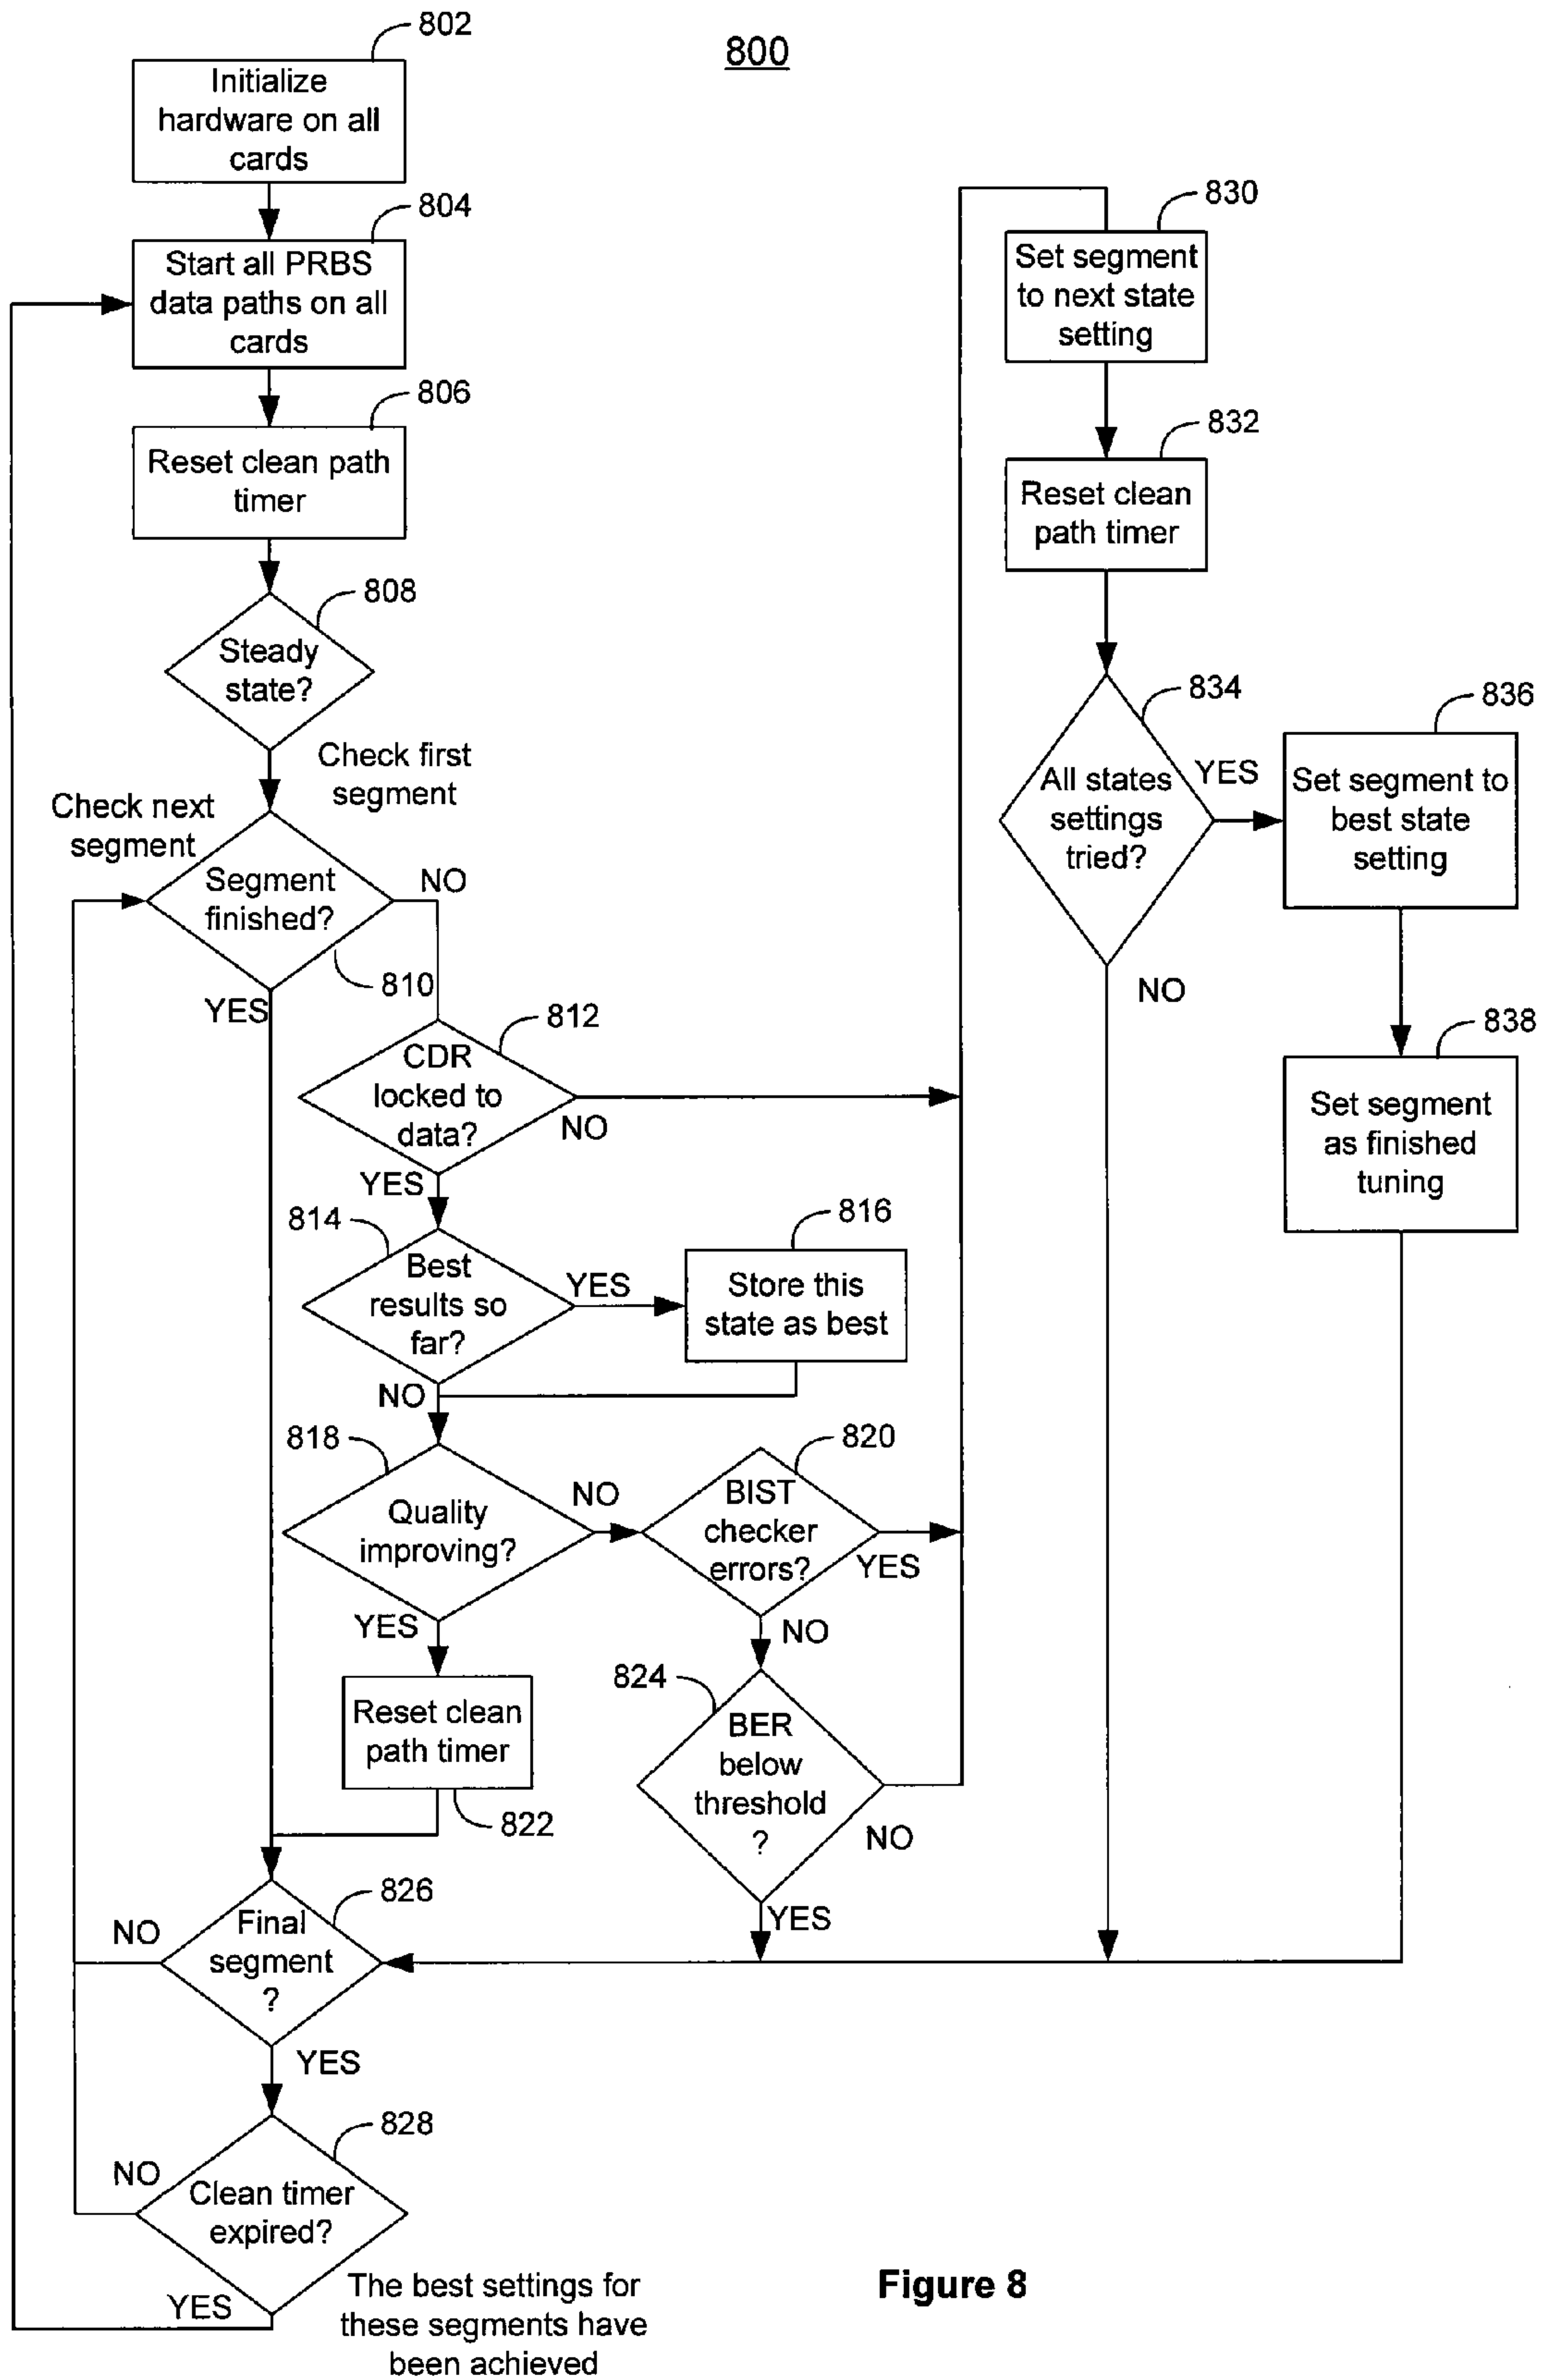 800
802
Initialize
hardware on all
cards
804
Start all PRBS
data paths on all
cards
806
Reset clean path
timer
808
Steady
state?
Check first
segment
Check next
segment
Segment
finished?
NO
810
YES
812
CDR
locked to
data?
NO
YES
814
Best
results so
far?
YES
816
Store this
state as best
NO
818
Quality
improving?
NO
820
BIST
checker
errors?
YES
YES
NO
Reset clean
path timer
822
824
BER
below
threshold
?
NO
YES
826
Final
segment
?
NO
YES
828
Clean timer
expired?
NO
YES
The best settings for
these segments have
been achieved
830
Set segment
to next state
setting
832
Reset clean
path timer
834
All states
settings
tried?
YES
NO
836
Set segment to
best state
setting
838
Set segment
as finished
tuning
Figure 8